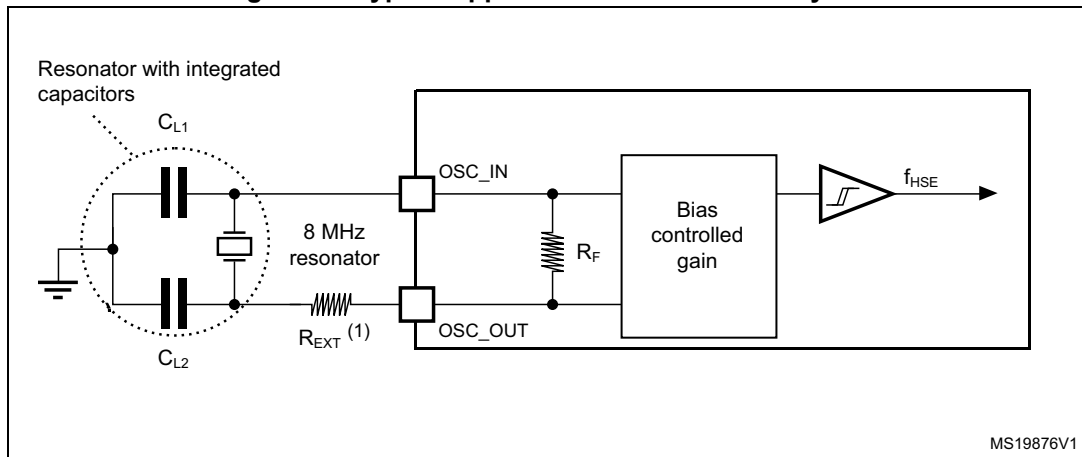 Resonator with integrated
capacitors
CL1
OSC_IN
fHSE
8 MHz
resonator
RF
Bias
controlled
gain
REXT (1)
OSC_OUT
CL2
MS19876V1